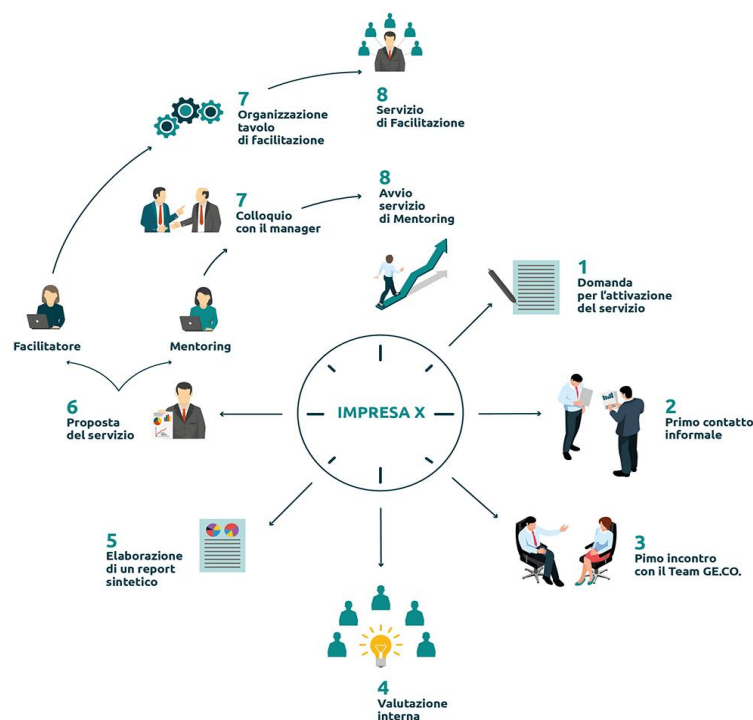 8
Servizio
di Facilitazione
7
Organizzazione
tavolo
di facilitazione
8
Avvio
servizio
di Mentoring
7
Colloquio
con il manager
1
Domanda
per l'attivazione
del servizio
Facilitatore
Mentoring
6
Proposta
del servizio
IMPRESA X
2
Primo contatto
informale
5
Elaborazione
di un report
sintetico
3
Pimo incontro
con il Team GE.CO.
4
Valutazione
interna